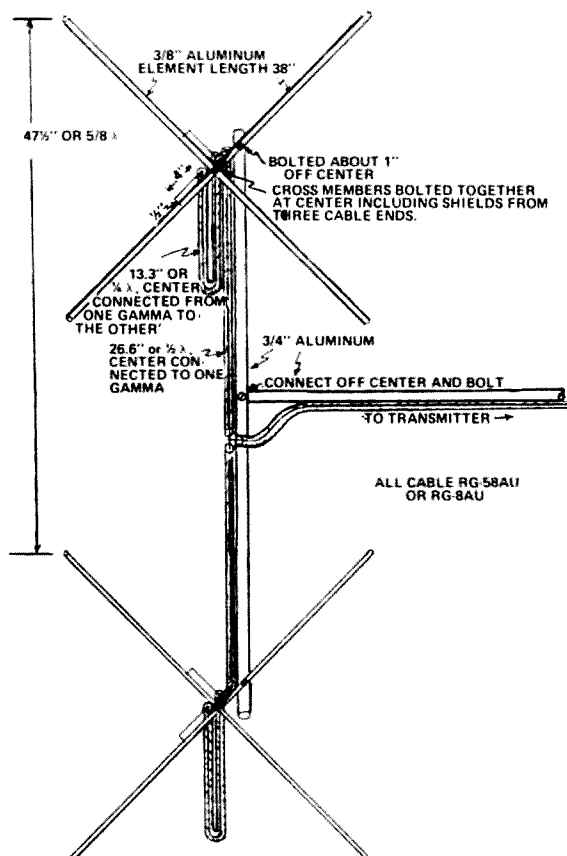 3/8" ALUMINUM
ELEMENT LENGTH 38"
47½" OR 5/8 λ
BOLTED ABOUT 1"
OFF CENTER
CROSS MEMBERS BOLTED TOGETHER
AT CENTER INCLUDING SHIELDS FROM
THREE CABLE ENDS.
4"
½"
13.3" OR
¼ λ, CENTER
CONNECTED FROM
ONE GAMMA TO
THE OTHER
26.6" or ½ λ,
CENTER CON-
NECTED TO ONE
GAMMA
3/4" ALUMINUM
CONNECT OFF CENTER AND BOLT
TO TRANSMITTER →
ALL CABLE RG-58AU
OR RG-8AU